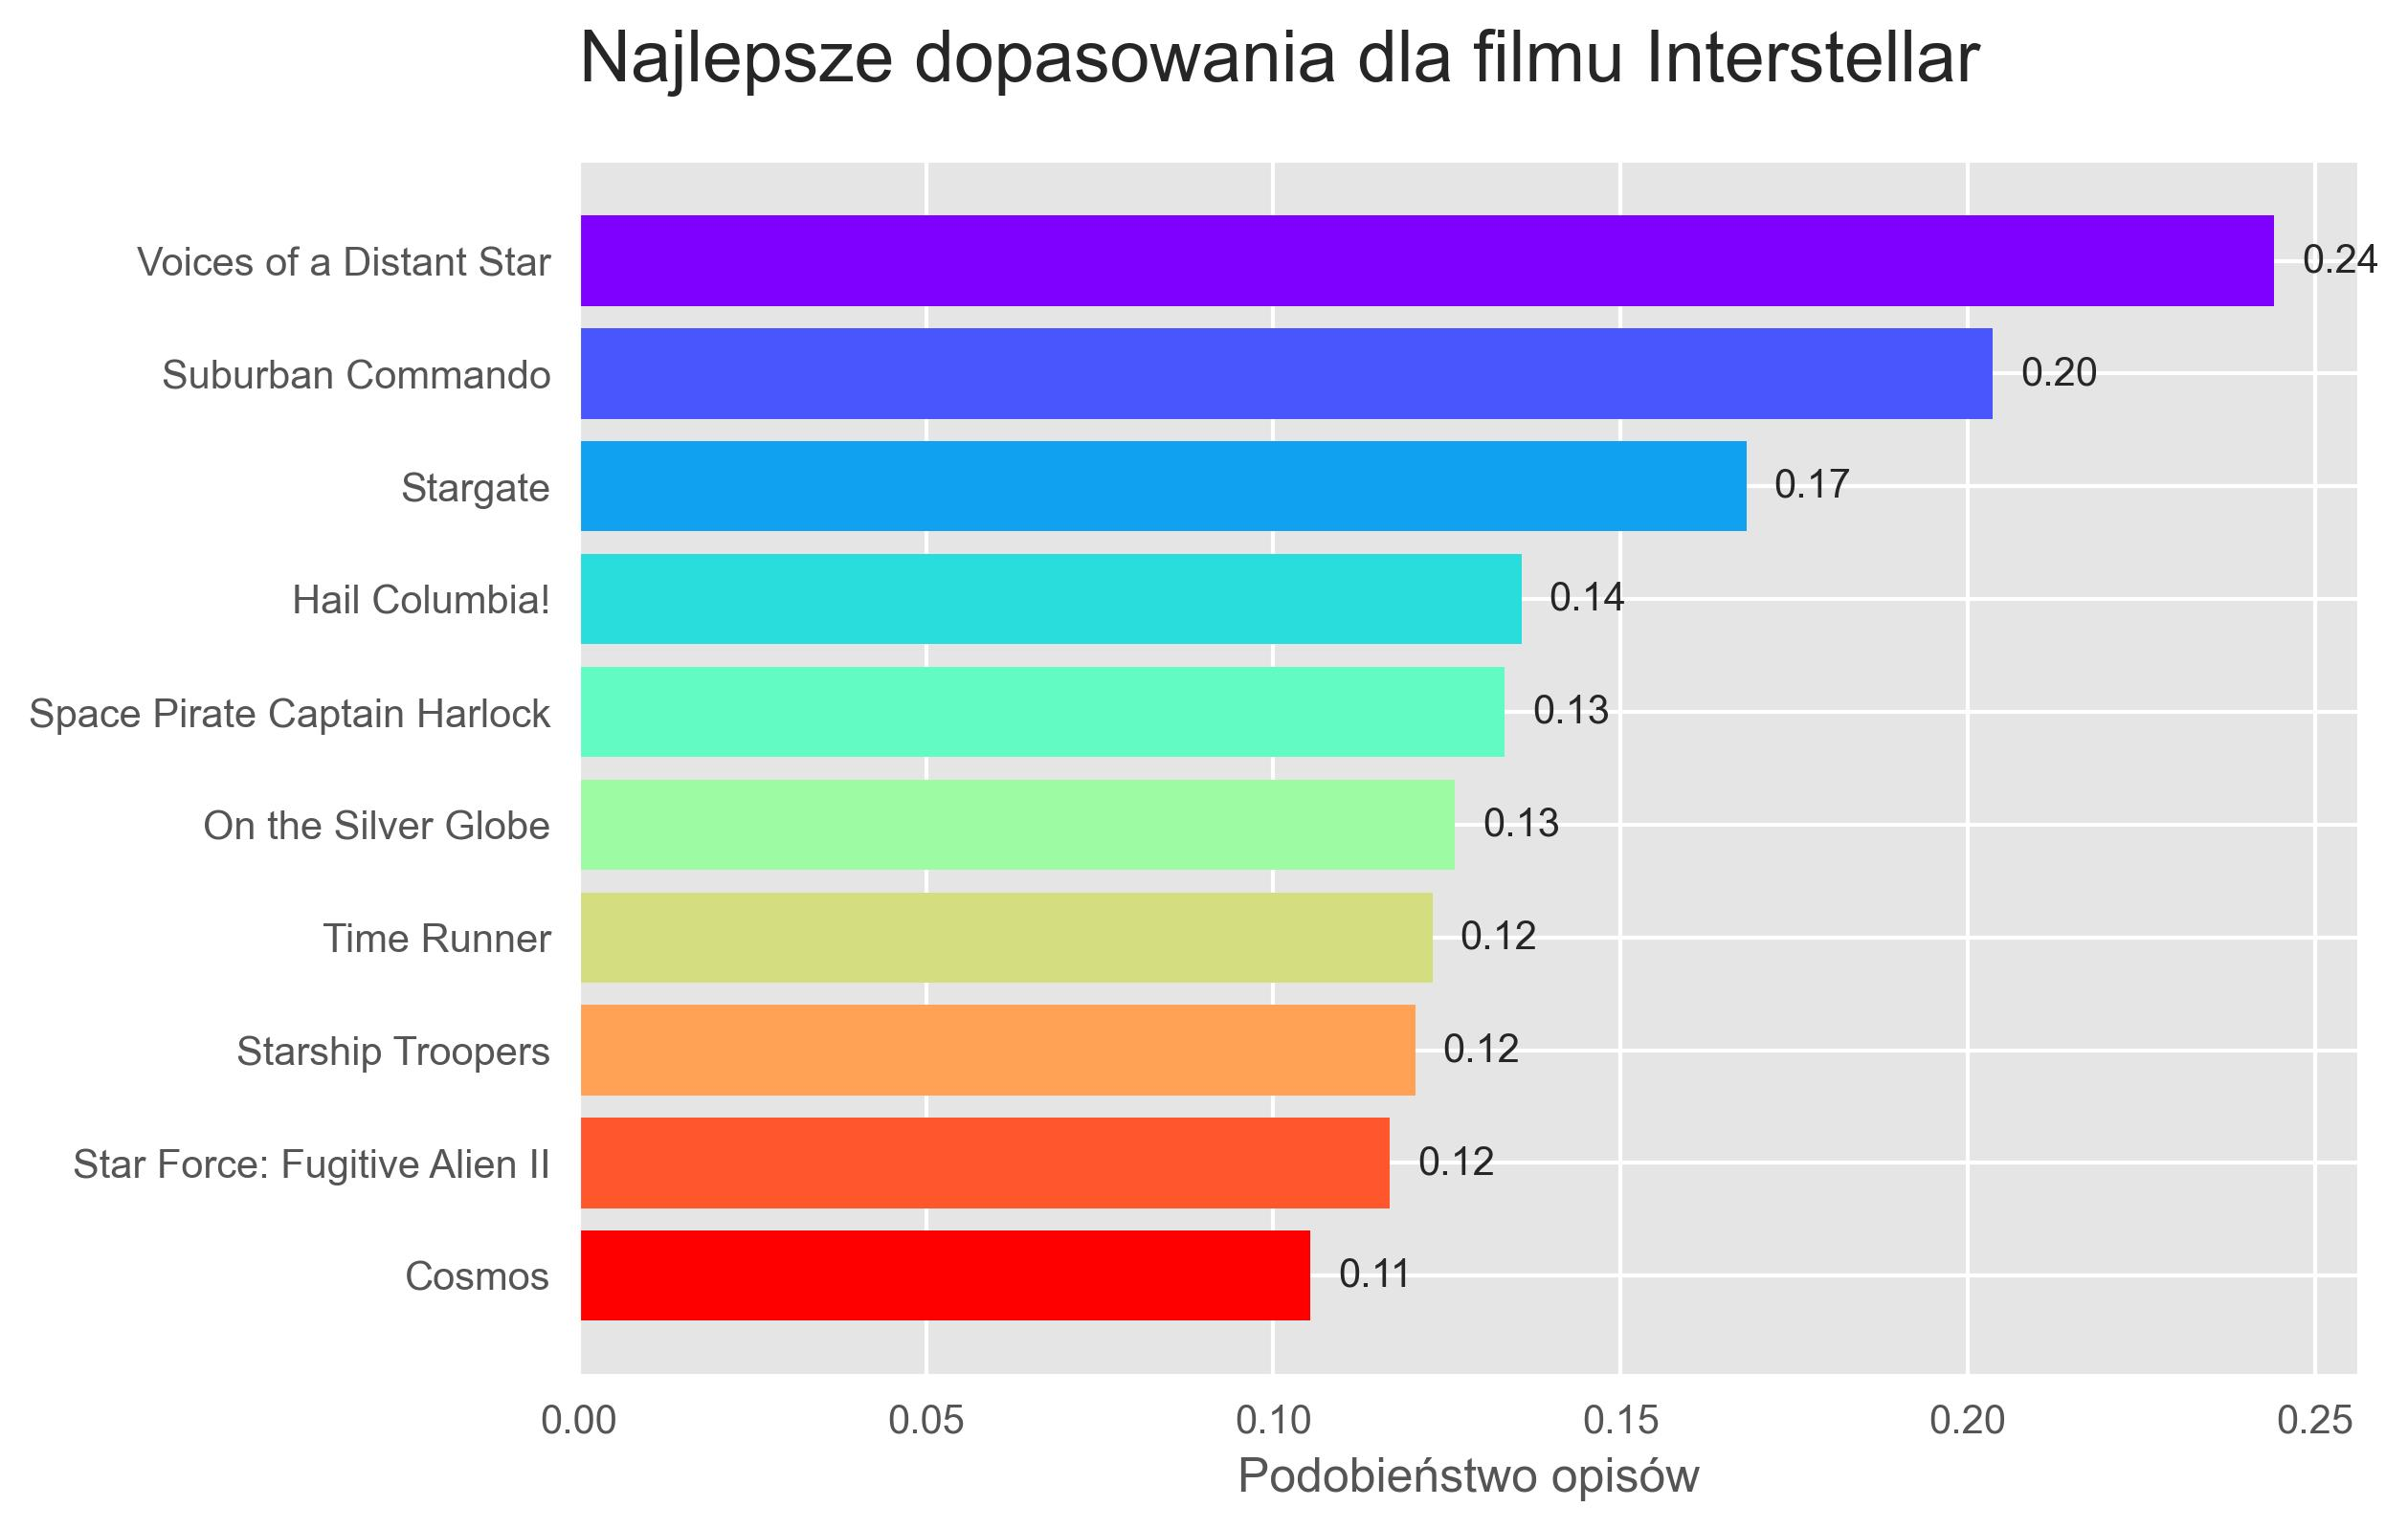 Najlepsze dopasowania dla filmu Interstellar
Voices of a Distant Star 0.24
Suburban Commando 0.20
Stargate 0.17
Hail Columbia! 0.14
Space Pirate Captain Harlock 0.13
On the Silver Globe 0.13
Time Runner 0.12
Starship Troopers 0.12
Star Force: Fugitive Alien II 0.12
Cosmos 0.11
0.00 0.05 0.10 0.15 0.20 0.25
Podobieństwo opisów